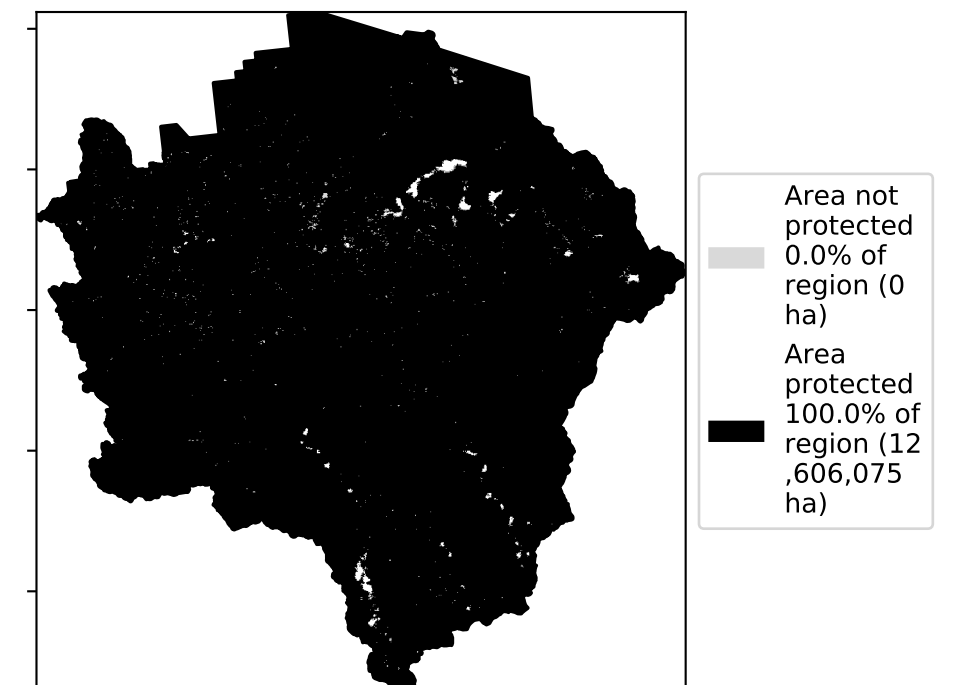 Area not
protected
0.0% of
region (0
ha)
Area
protected
100.0% of
region (12
,606,075
ha)